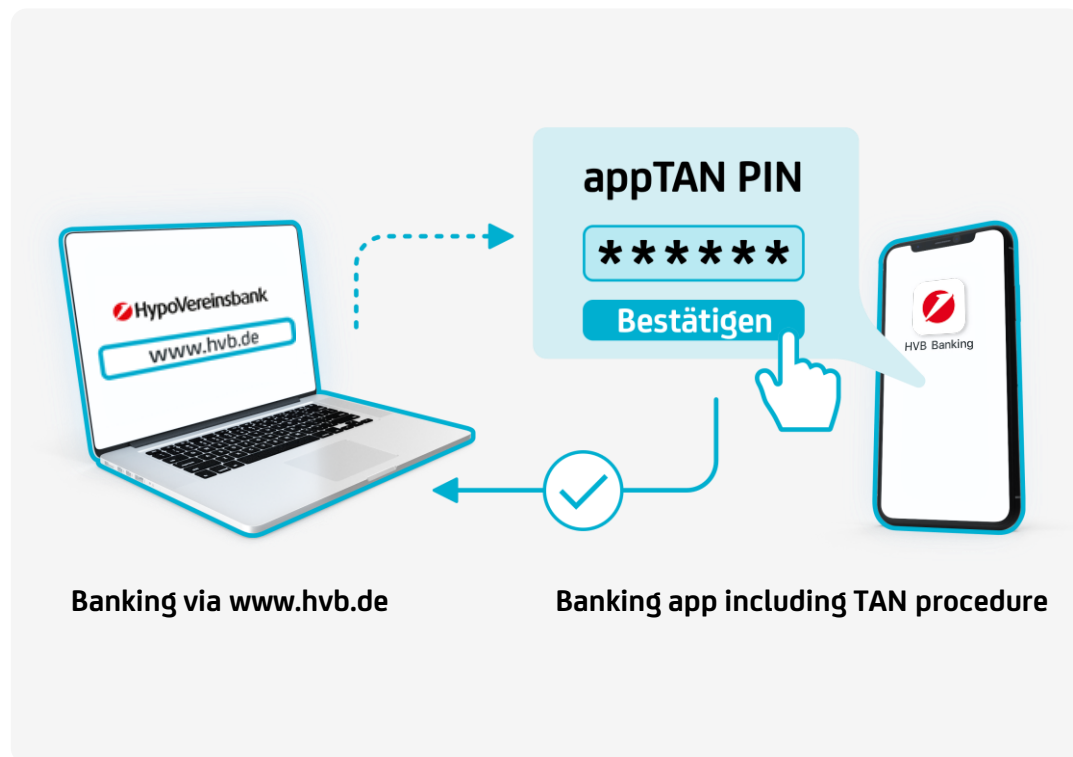 HypoVereinsbank
www.hvb.de
appTAN PIN
******
Bestätigen
HVB Banking
Banking via www.hvb.de
Banking app including TAN procedure